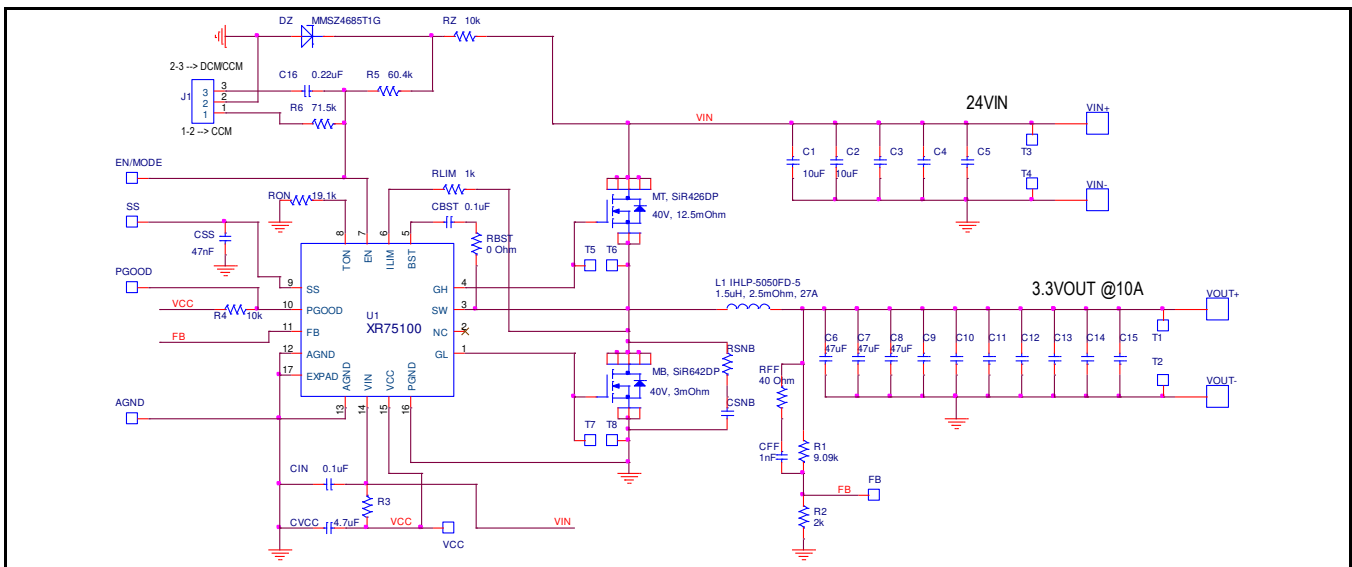 DZ MMSZ4685T1G RZ 10k
2-3 --> DCM/CCM
C16 0.22uF R5 60.4k
J1 3 2 1 3 2 1
R6 71.5k
1-2 --> CCM
24VIN
VIN
VIN+
C1 10uF
C2 10uF
C3
C4
C5
T3
T4
VIN-
EN/MODE
RON 19.1k
RLIM 1k
CBST 0.1uF
RBST
0 Ohm
MT, SiR426DP
40V, 12.5mOhm
SS
CSS
47nF
8 7 6 5
TON EN ILIM BST
T5 T6
PGOOD
VCC
R4 10k
FB
9 SS
10 PGOOD
11 FB
12 AGND
17 EXPAD
U1
XR75100
GH 4
SW 3
NC 2
GL 1
AGND VIN VCC PGND
13 14 15 16
L1 IHLP-5050FD-5
1.5uH, 2.5mOhm, 27A
3.3VOUT @10A
VOUT+
C6
47uF
C7
47uF
C8
47uF
C9
C10
C11
C12
C13
C14
C15
T1
T2
VOUT-
MB, SiR642DP
40V, 3mOhm
RSNB
CSNB
T7 T8
RFF
40 Ohm
CFF
1nF
R1
9.09k
FB
FB
R2
2k
AGND
CIN 0.1uF
R3
CVCC 4.7uF
VCC
VCC
VIN